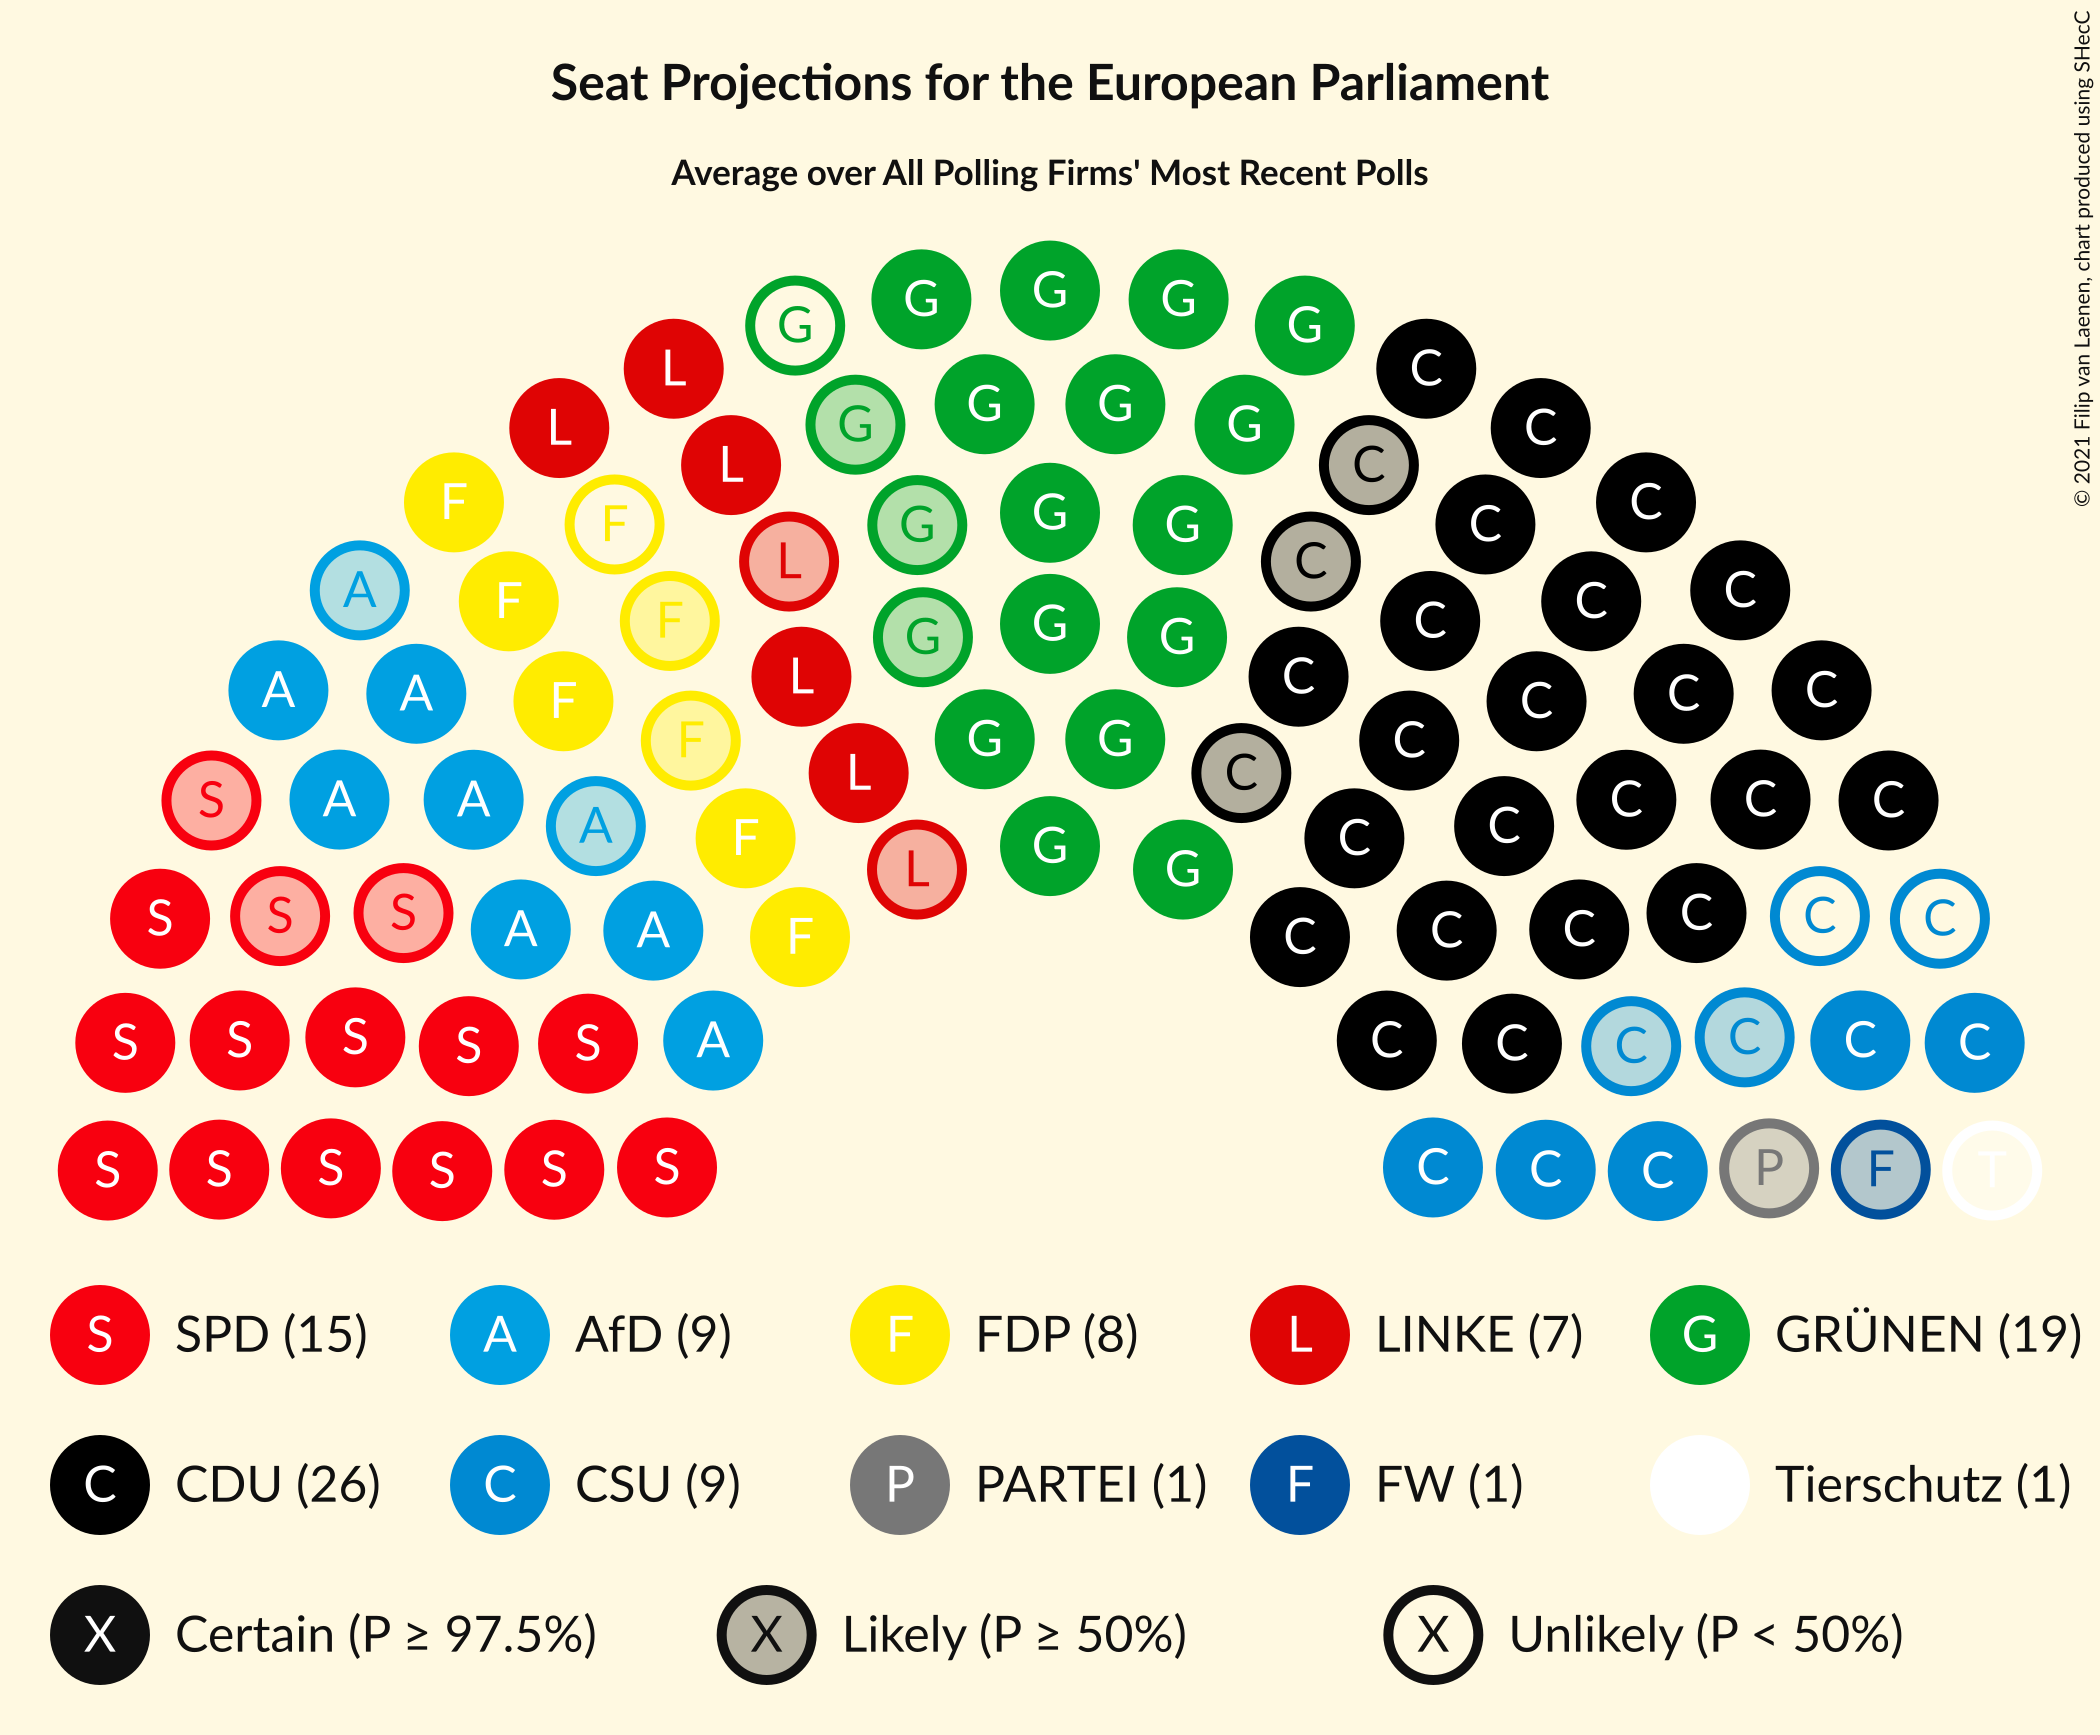 Seat Projections for the European Parliament
Average over All Polling Firms' Most Recent Polls
© 2021 Filip van Laenen, chart produced using SHecC
G G G G G
L G G G G C
L L G G G C C
F F L G G G C C C
A F F L G G G C C C C
A A F F L G G C C C C C C
S A A A F L G G C C C C C C
S S S A A F C C C C C C
S S S S S A C C C C C C
S S S S S S C C C P F T
S SPD (15) A AfD (9) F FDP (8) L LINKE (7) G GRÜNEN (19)
C CDU (26) C CSU (9) P PARTEI (1) F FW (1) Tierschutz (1)
X Certain (P ≥ 97.5%) X Likely (P ≥ 50%) X Unlikely (P < 50%)